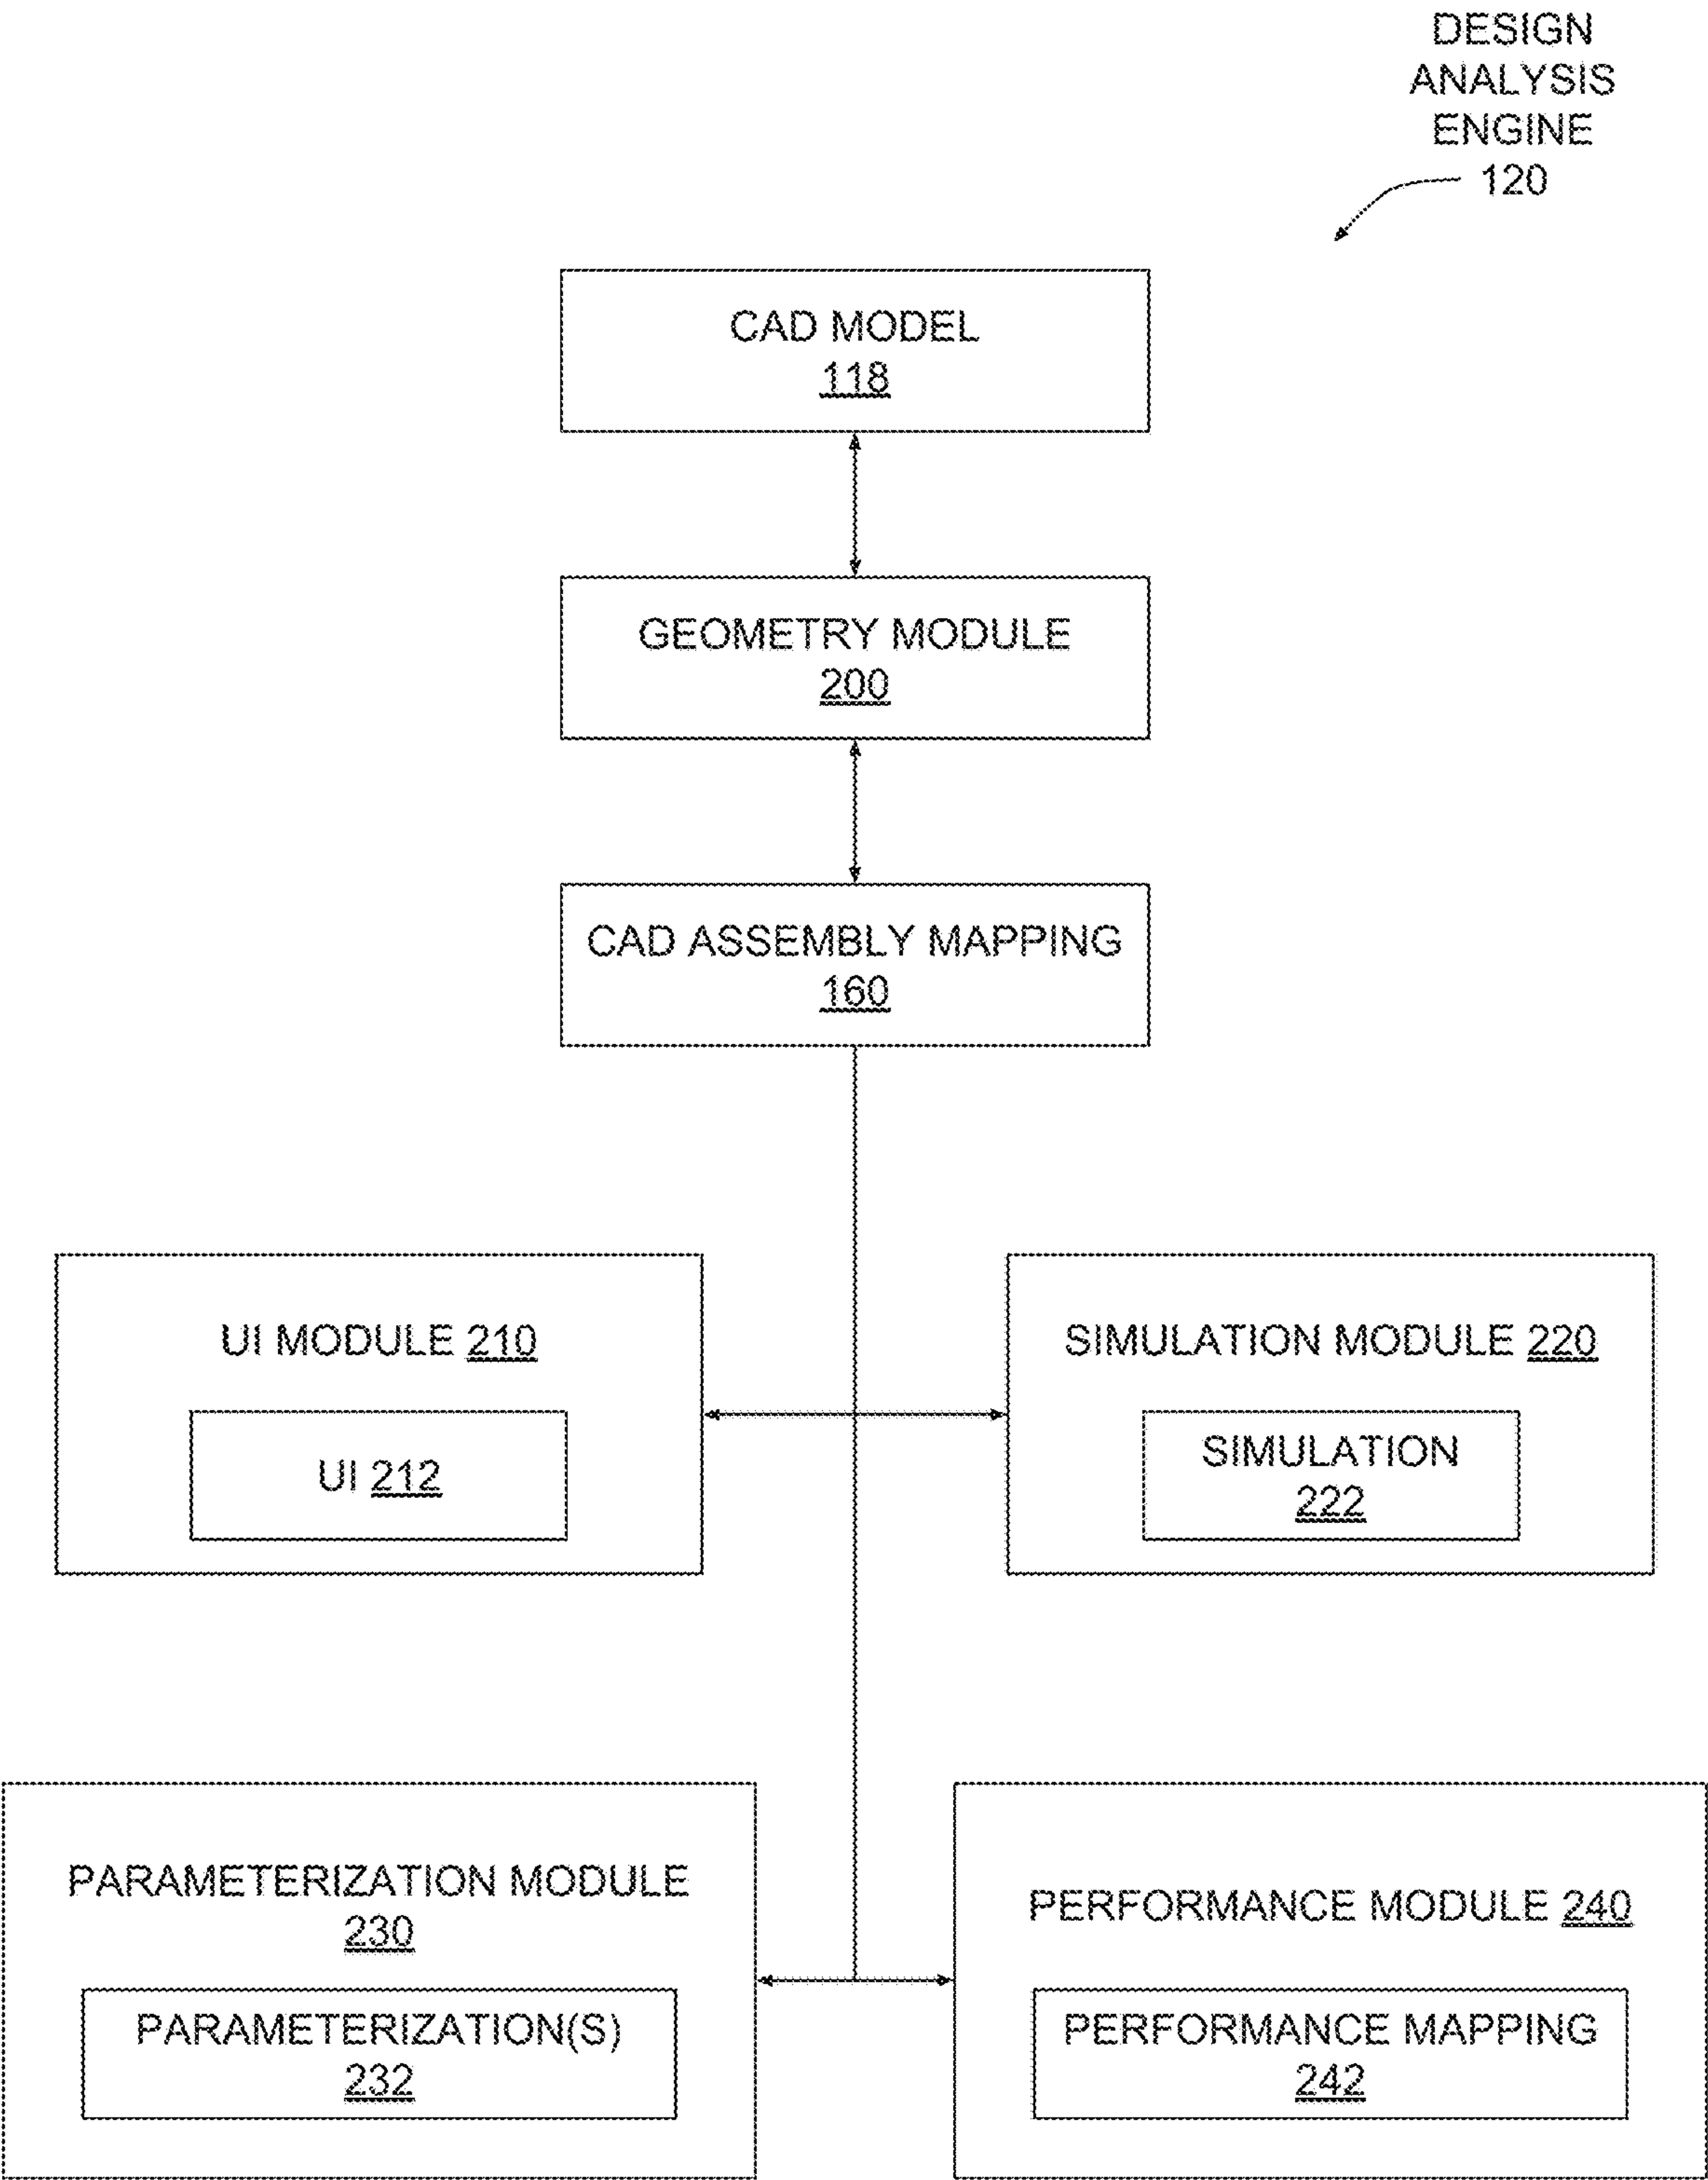 DESIGN
ANALYSIS
ENGINE
120
CAD MODEL
118
GEOMETRY MODULE
200
CAD ASSEMBLY MAPPING
160
UI MODULE 210
UI 212
SIMULATION MODULE 220
SIMULATION
222
PARAMETERIZATION MODULE
230
PARAMETERIZATION(S)
232
PERFORMANCE MODULE 240
PERFORMANCE MAPPING
242